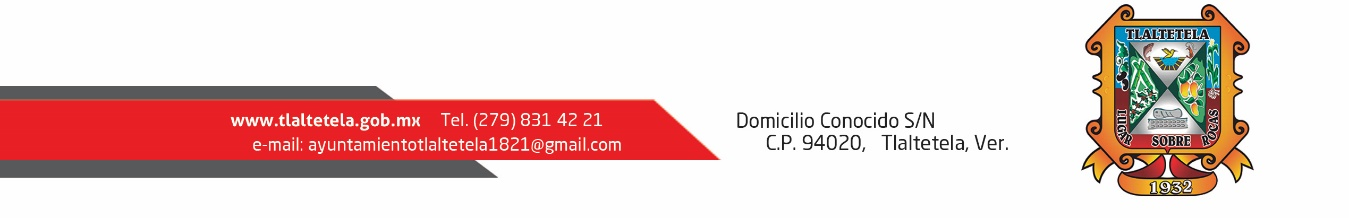 www.tlaltetela.gob.mx Tel. (279) 831 42 21
e-mail: ayuntamientotlaltetela1821@gmail.com
Domicilio Conocido S/N
C.P. 94020, Tlaltetela, Ver.
TLALTETELA
LUGAR SOBRE ROCAS
1932